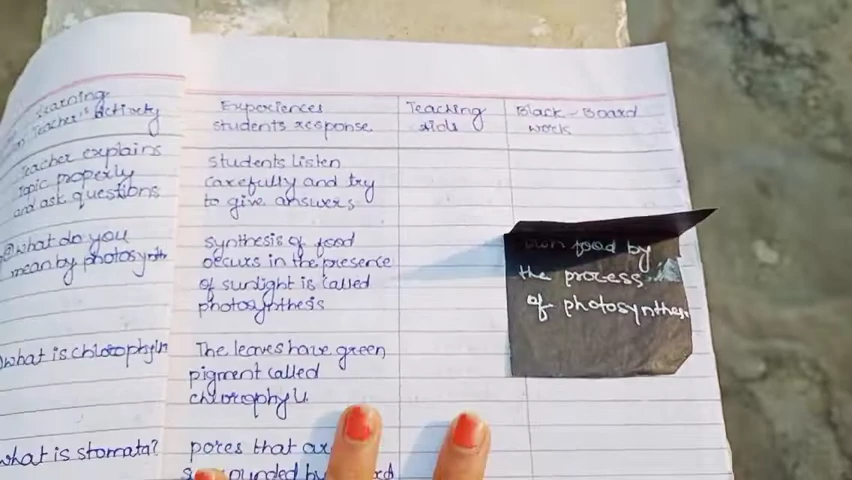 Learning
Teacher's activity
Experiences
students response
Teaching
aids
Black-Board
work
Teacher explains
topic properly
and ask questions
students listen
carefully and try
to give answers
what do you
mean by photosynth
synthesis of food
occurs in the presence
of sunlight is called
photosynthesis
own food by
the process
of photosynthesis
what is chlorophyll
The leaves have green
pigment called
chlorophyll
what is stomata?
pores that are
surrounded by